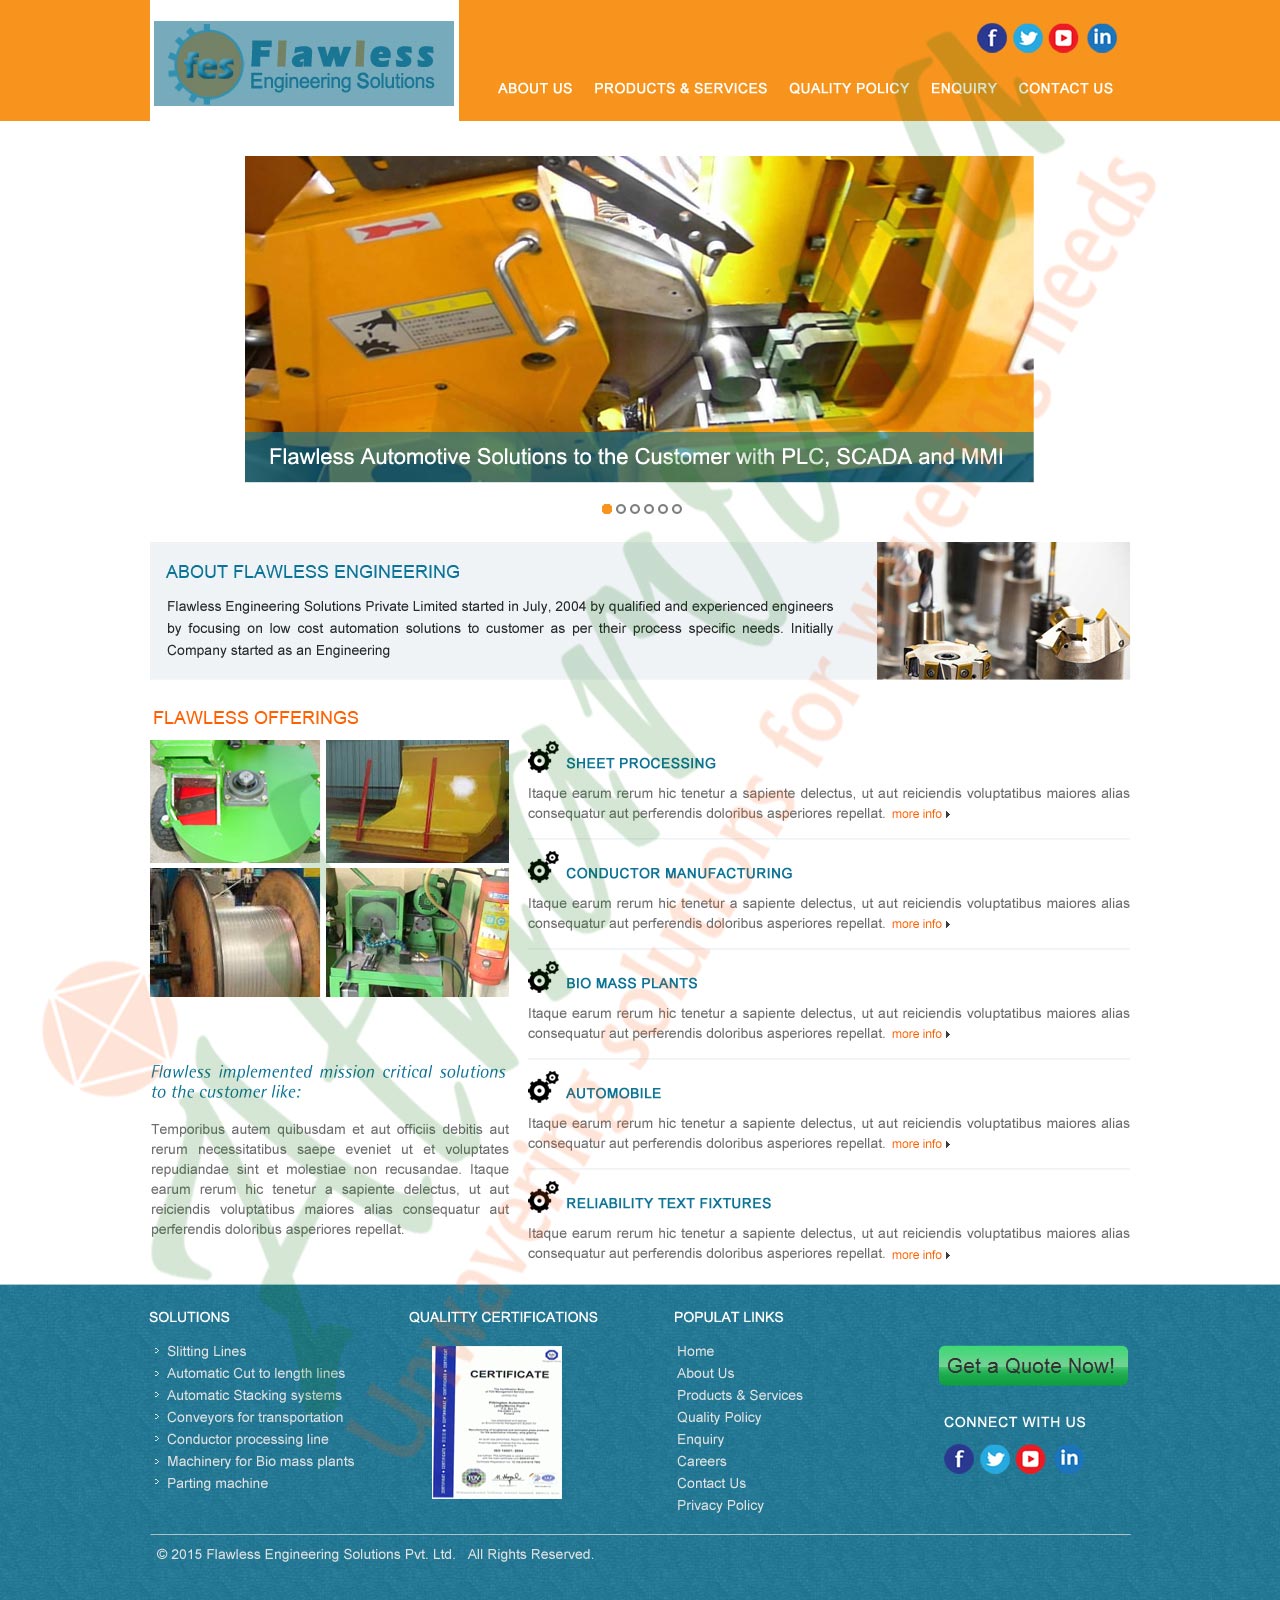 fes Flawless
Engineering Solutions
ABOUT US PRODUCTS & SERVICES QUALITY POLICY ENQUIRY CONTACT US
Flawless Automotive Solutions to the Customer with PLC, SCADA and MMI
ABOUT FLAWLESS ENGINEERING
Flawless Engineering Solutions Private Limited started in July, 2004 by qualified and experienced engineers
by focusing on low cost automation solutions to customer as per their process specific needs. Initially
Company started as an Engineering
FLAWLESS OFFERINGS
SHEET PROCESSING
Itaque earum rerum hic tenetur a sapiente delectus, ut aut reiciendis voluptatibus maiores alias
consequatur aut perferendis doloribus asperiores repellat. more info
CONDUCTOR MANUFACTURING
Itaque earum rerum hic tenetur a sapiente delectus, ut aut reiciendis voluptatibus maiores alias
consequatur aut perferendis doloribus asperiores repellat. more info
BIO MASS PLANTS
Itaque earum rerum hic tenetur a sapiente delectus, ut aut reiciendis voluptatibus maiores alias
consequatur aut perferendis doloribus asperiores repellat. more info
AUTOMOBILE
Itaque earum rerum hic tenetur a sapiente delectus, ut aut reiciendis voluptatibus maiores alias
consequatur aut perferendis doloribus asperiores repellat. more info
RELIABILITY TEXT FIXTURES
Itaque earum rerum hic tenetur a sapiente delectus, ut aut reiciendis voluptatibus maiores alias
consequatur aut perferendis doloribus asperiores repellat. more info
Flawless implemented mission critical solutions
to the customer like:
Temporibus autem quibusdam et aut officiis debitis aut
rerum necessitatibus saepe eveniet ut et voluptates
repudiandae sint et molestiae non recusandae. Itaque
earum rerum hic tenetur a sapiente delectus, ut aut
reiciendis voluptatibus maiores alias consequatur aut
perferendis doloribus asperiores repellat.
Unwavering solutions for wavering needs
SOLUTIONS
Slitting Lines
Automatic Cut to length lines
Automatic Stacking systems
Conveyors for transportation
Conductor processing line
Machinery for Bio mass plants
Parting machine
QUALITTY CERTIFICATIONS
CERTIFICATE
POPULAT LINKS
Home
About Us
Products & Services
Quality Policy
Enquiry
Careers
Contact Us
Privacy Policy
Get a Quote Now!
CONNECT WITH US
© 2015 Flawless Engineering Solutions Pvt. Ltd. All Rights Reserved.